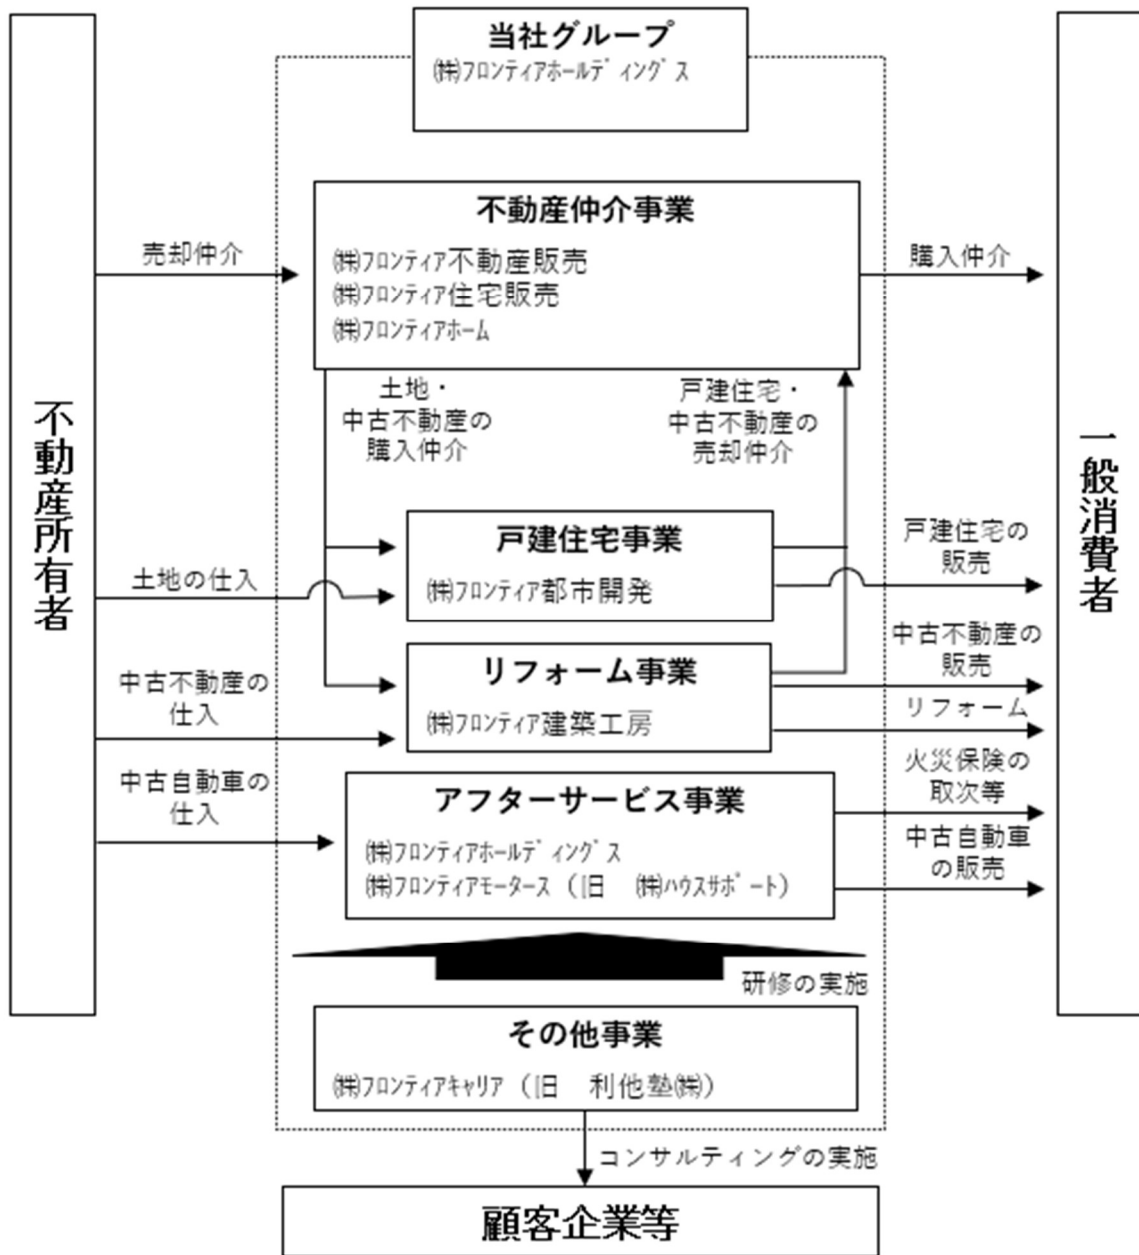 当社グループ
㈱フロンティアホールディングス
不動産所有者
一般消費者
不動産仲介事業
㈱フロンティア不動産販売
㈱フロンティア住宅販売
㈱フロンティアホーム
売却仲介
購入仲介
土地・
中古不動産の
購入仲介
戸建住宅・
中古不動産の
売却仲介
戸建住宅事業
㈱フロンティア都市開発
土地の仕入
戸建住宅の
販売
リフォーム事業
㈱フロンティア建築工房
中古不動産の
仕入
中古不動産の
販売
リフォーム
アフターサービス事業
㈱フロンティアホールディングス
㈱フロンティアモータース（旧　㈱ハウスサポート）
中古自動車の
仕入
火災保険の
取次等
中古自動車
の販売
研修の実施
その他事業
㈱フロンティアキャリア（旧　利他塾㈱）
コンサルティングの実施
顧客企業等